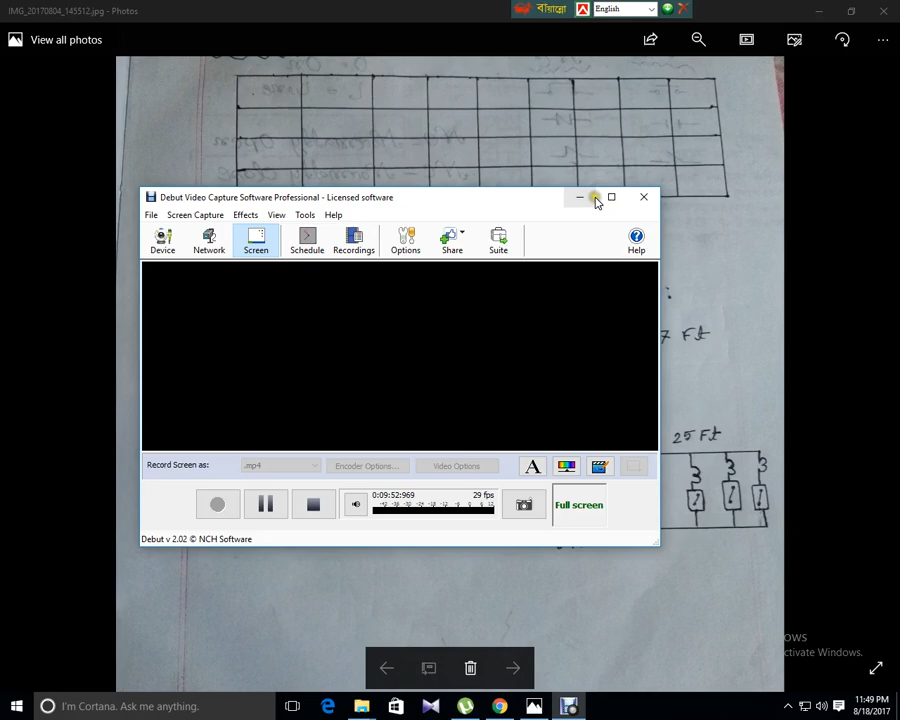 IMG_20170804_145512.jpg - Photos
বাংলা
English
View all photos
Debut Video Capture Software Professional - Licensed software
File Screen Capture Effects View Tools Help
Device Network Screen Schedule Recordings Options Share Suite Help
7 Ft
25 Ft
Record Screen as: .mp4 Encoder Options... Video Options A
0:09:52:969 29 fps
Full screen
Debut v 2.02 © NCH Software
ows
ctivate Windows.
I'm Cortana. Ask me anything.
11:49 PM
8/18/2017